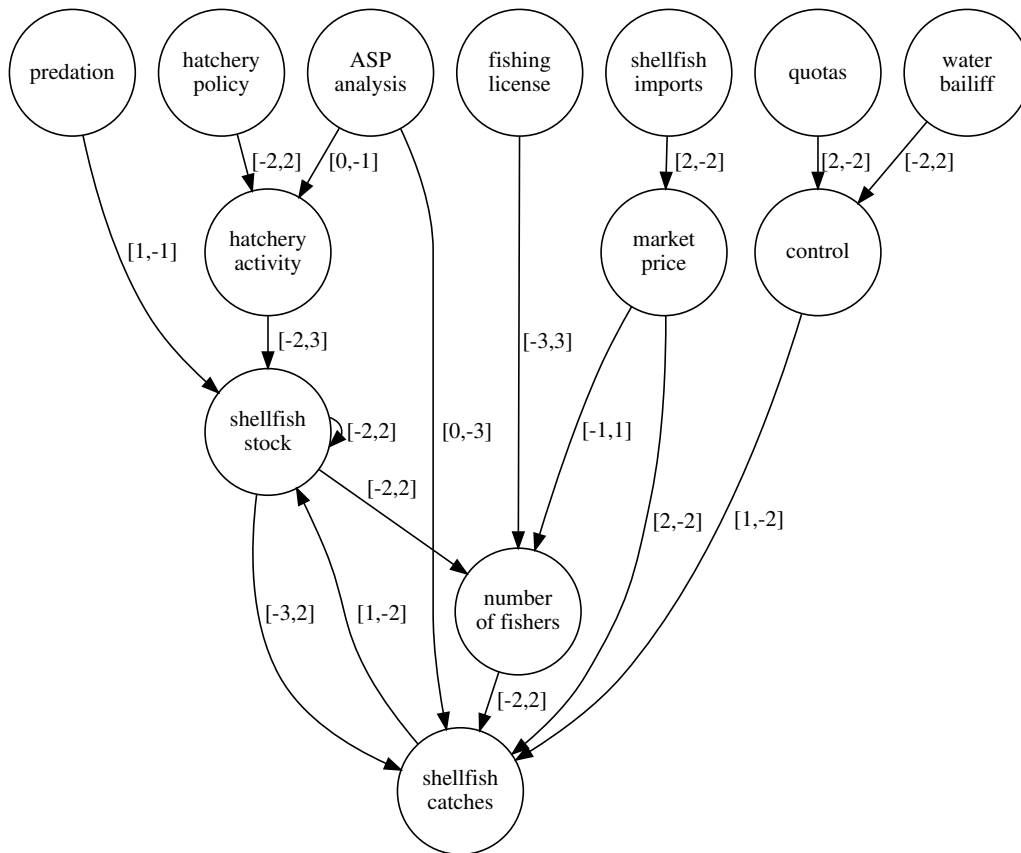 predation
hatchery
policy
ASP
analysis
fishing
license
shellfish
imports
quotas
water
bailiff
[-2,2]
[0,-1]
[2,-2]
[2,-2]
[-2,2]
[1,-1]
hatchery
activity
market
price
control
[-2,3]
[-3,3]
shellfish
stock
[-2,2]
[0,-3]
[-1,1]
[-2,2]
[2,-2]
[1,-2]
[-3,2]
[1,-2]
number
of fishers
[-2,2]
shellfish
catches